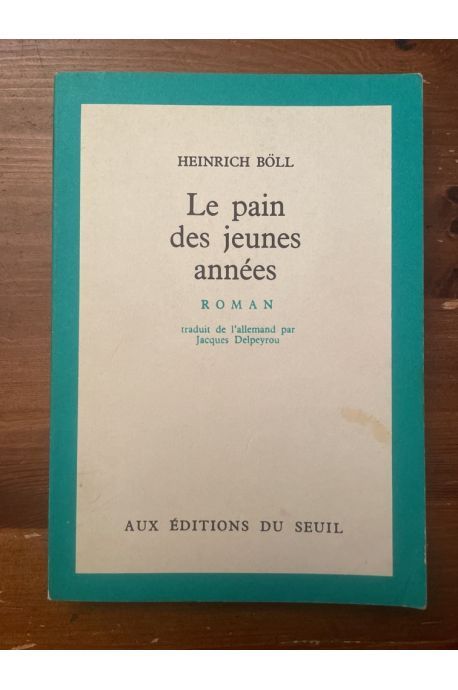 HEINRICH BÖLL
Le pain
des jeunes
années
ROMAN
traduit de l'allemand par
Jacques Delpeyrou
AUX ÉDITIONS DU SEUIL